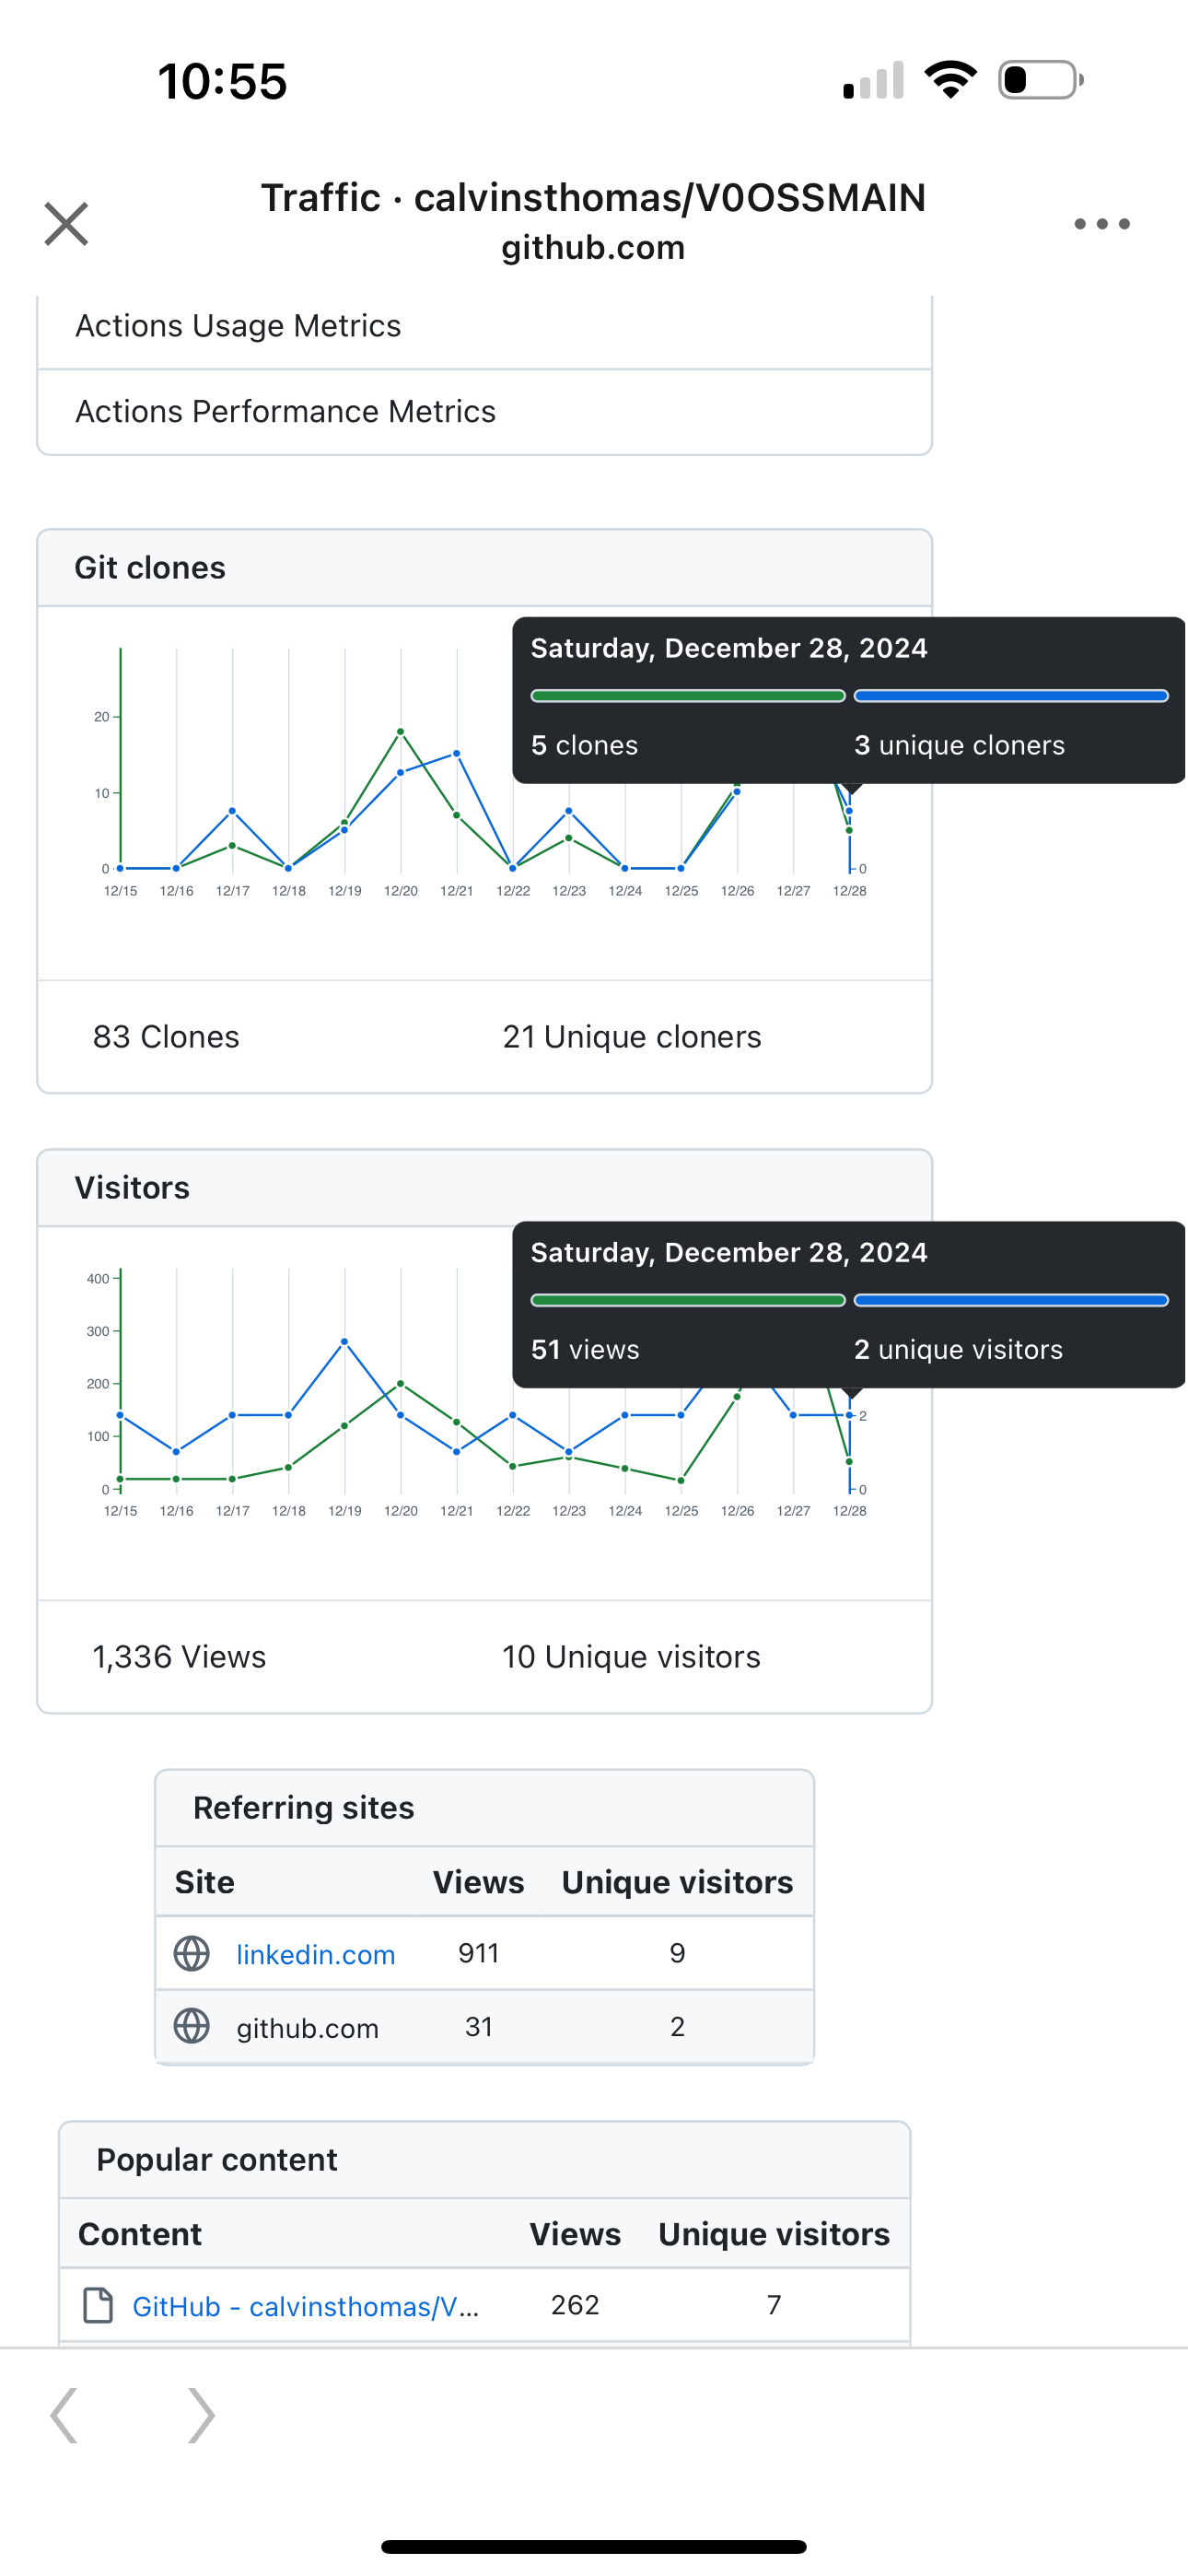 10:55
Traffic · calvinsthomas/V0OSSMAIN
github.com
Actions Usage Metrics
Actions Performance Metrics
Git clones
Saturday, December 28, 2024
5 clones 3 unique cloners
20
10
0 0
12/15 12/16 12/17 12/18 12/19 12/20 12/21 12/22 12/23 12/24 12/25 12/26 12/27 12/28
83 Clones 21 Unique cloners
Visitors
Saturday, December 28, 2024
51 views 2 unique visitors
400
300
200
100 2
0 0
12/15 12/16 12/17 12/18 12/19 12/20 12/21 12/22 12/23 12/24 12/25 12/26 12/27 12/28
1,336 Views 10 Unique visitors
Referring sites
Site Views Unique visitors
linkedin.com 911 9
github.com 31 2
Popular content
Content Views Unique visitors
GitHub - calvinsthomas/V... 262 7